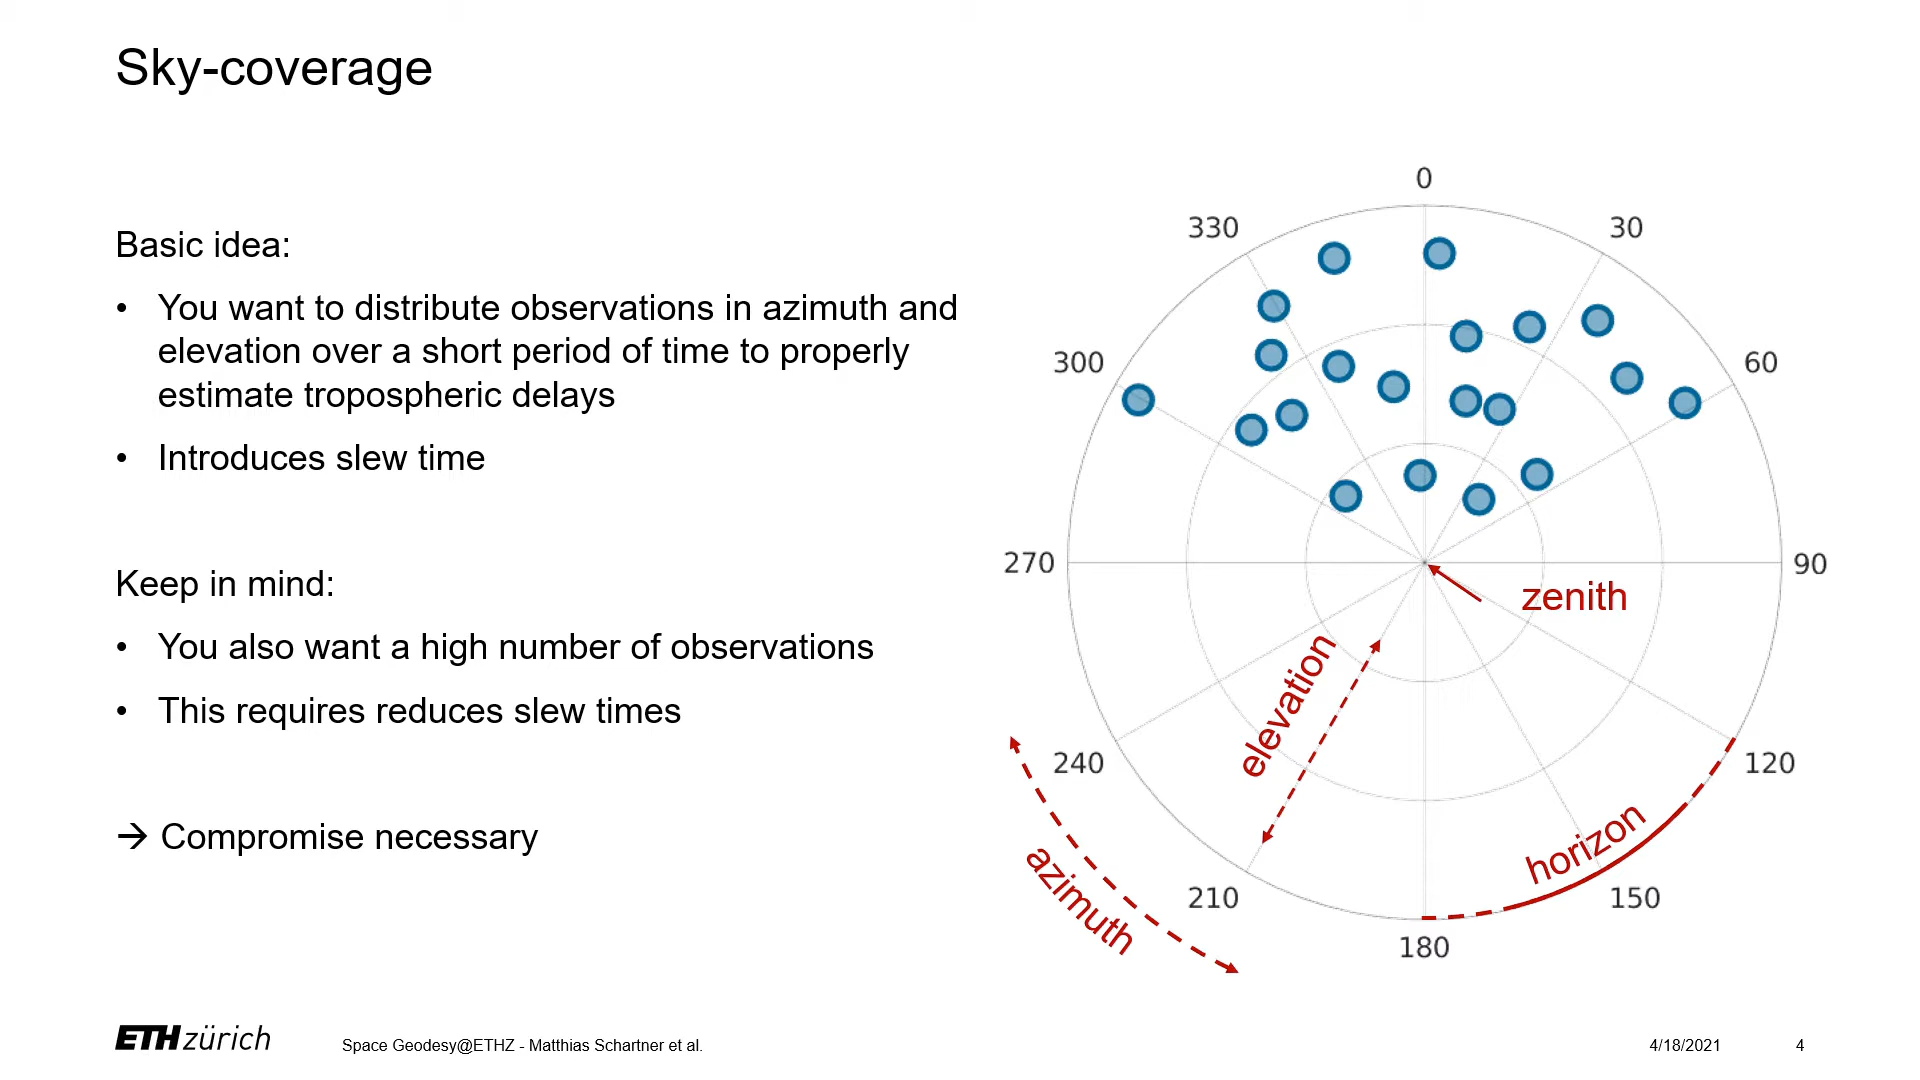 Sky-coverage
Basic idea:
• You want to distribute observations in azimuth and
elevation over a short period of time to properly
estimate tropospheric delays
• Introduces slew time
Keep in mind:
• You also want a high number of observations
• This requires reduces slew times
→ Compromise necessary
0
330
30
300
60
270
90
zenith
elevation
240
120
horizon
azimuth
210
150
180
ETH zürich
Space Geodesy@ETHZ - Matthias Schartner et al.
4/18/2021
4